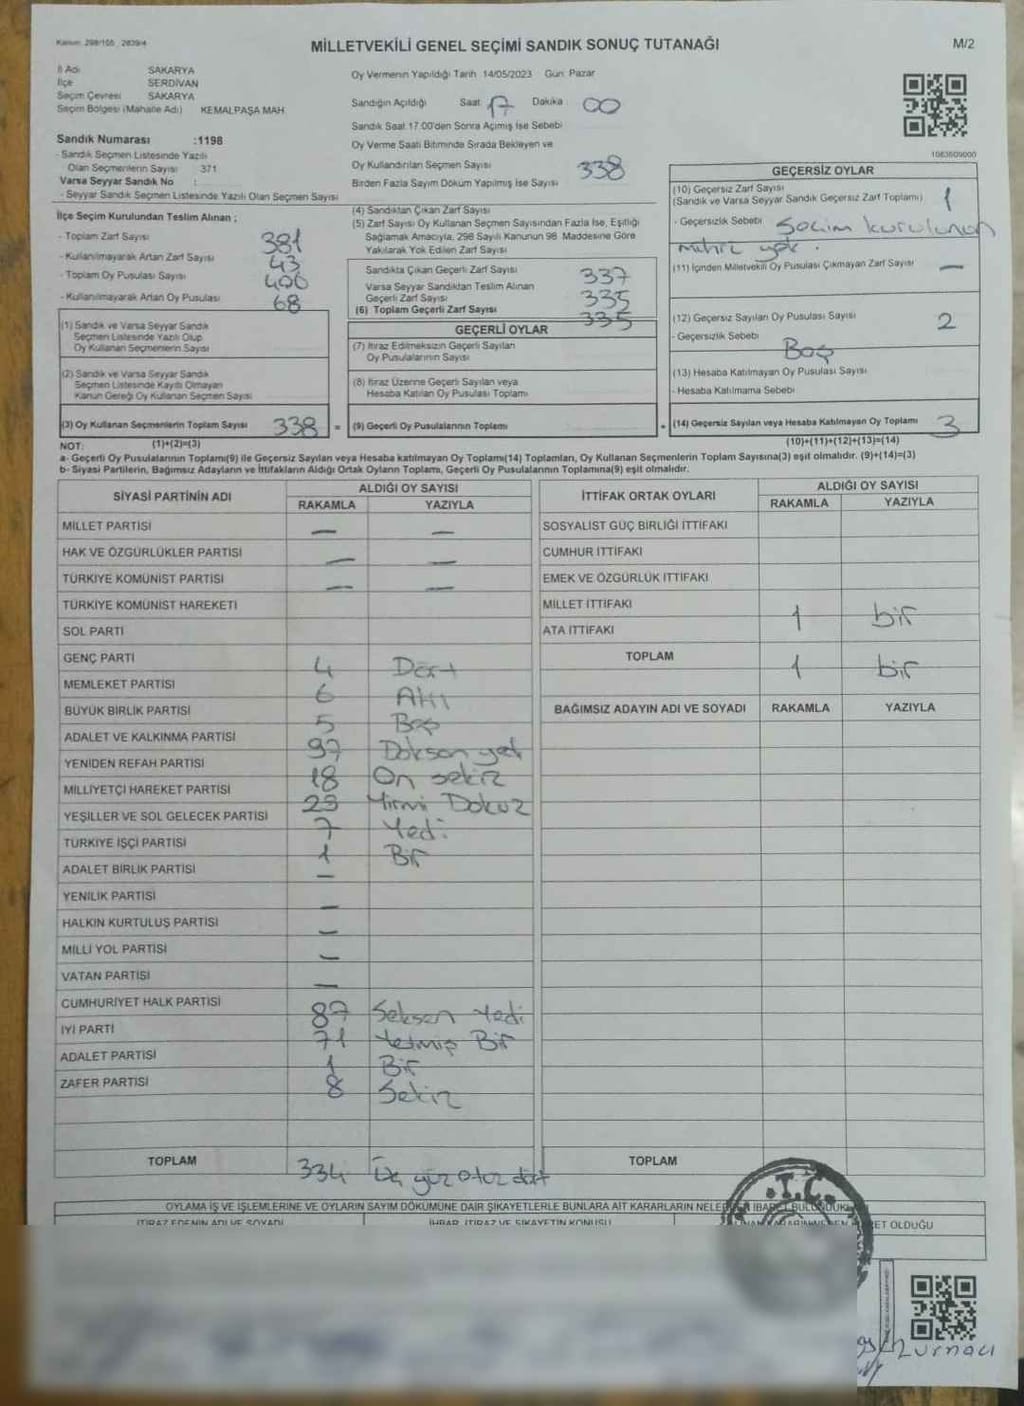 Kanun: 298/105 2839/4
MİLLETVEKİLİ GENEL SEÇİMİ SANDIK SONUÇ TUTANAĞI
M/2
İl Adı SAKARYA
İlçe SERDİVAN
Seçim Çevresi SAKARYA
Seçim Bölgesi (Mahalle Adı) KEMALPAŞA MAH.
Sandık Numarası :1198
- Sandık Seçmen Listesinde Yazılı
Olan Seçmenlerin Sayısı 371
Varsa Seyyar Sandık No :
- Seyyar Sandık Seçmen Listesinde Yazılı Olan Seçmen Sayısı
Oy Vermenin Yapıldığı Tarih 14/05/2023 Gün: Pazar
Sandığın Açıldığı Saat 17 Dakika 00
Sandık Saat 17:00'den Sonra Açılmış İse Sebebi
Oy Verme Saati Bitiminde Sırada Bekleyen ve
Oy Kullandırılan Seçmen Sayısı 338
Birden Fazla Sayım Döküm Yapılmış İse Sayısı
1063609000
İlçe Seçim Kurulundan Teslim Alınan ;
- Toplam Zarf Sayısı 381
- Kullanılmayarak Artan Zarf Sayısı 43
- Toplam Oy Pusulası Sayısı 400
- Kullanılmayarak Artan Oy Pusulası 68
(4) Sandıktan Çıkan Zarf Sayısı
(5) Zarf Sayısı Oy Kullanan Seçmen Sayısından Fazla İse, Eşitliği
Sağlamak Amacıyla, 298 Sayılı Kanunun 98. Maddesine Göre
Yakılarak Yok Edilen Zarf Sayısı
Sandıkta Çıkan Geçerli Zarf Sayısı 337
Varsa Seyyar Sandıktan Teslim Alınan
Geçerli Zarf Sayısı 335
(6) Toplam Geçerli Zarf Sayısı 335
GEÇERSİZ OYLAR
(10) Geçersiz Zarf Sayısı
(Sandık ve Varsa Seyyar Sandık Geçersiz Zarf Toplamı) 1
- Geçersizlik Sebebi Seçim kurulunun
mührü yok.
(11) İçinden Milletvekili Oy Pusulası Çıkmayan Zarf Sayısı —
(12) Geçersiz Sayılan Oy Pusulası Sayısı 2
- Geçersizlik Sebebi Boş
(13) Hesaba Katılmayan Oy Pusulası Sayısı
- Hesaba Katılmama Sebebi
(1) Sandık ve Varsa Seyyar Sandık
Seçmen Listesinde Yazılı Olup
Oy Kullanan Seçmenlerin Sayısı
(2) Sandık ve Varsa Seyyar Sandık
Seçmen Listesinde Kayıtlı Olmayan
Kanun Gereği Oy Kullanan Seçmen Sayısı
GEÇERLİ OYLAR
(7) İtiraz Edilmeksizin Geçerli Sayılan
Oy Pusulalarının Sayısı
(8) İtiraz Üzerine Geçerli Sayılan veya
Hesaba Katılan Oy Pusulası Toplamı
(3) Oy Kullanan Seçmenlerin Toplam Sayısı 338 =
(9) Geçerli Oy Pusulalarının Toplamı +
(14) Geçersiz Sayılan veya Hesaba Katılmayan Oy Toplamı 3
NOT: (1)+(2)=(3)
(10)+(11)+(12)+(13)=(14)
a- Geçerli Oy Pusulalarının Toplamı(9) ile Geçersiz Sayılan veya Hesaba katılmayan Oy Toplamı(14) Toplamları, Oy Kullanan Seçmenlerin Toplam Sayısına(3) eşit olmalıdır. (9)+(14)=(3)
b- Siyasi Partilerin, Bağımsız Adayların ve İttifakların Aldığı Ortak Oyların Toplamı, Geçerli Oy Pusulalarının Toplamına(9) eşit olmalıdır.
SİYASİ PARTİNİN ADI ALDIĞI OY SAYISI
RAKAMLA YAZIYLA
MİLLET PARTİSİ — —
HAK VE ÖZGÜRLÜKLER PARTİSİ — —
TÜRKİYE KOMÜNİST PARTİSİ — —
TÜRKİYE KOMÜNİST HAREKETİ
SOL PARTİ
GENÇ PARTİ 4 Dört
MEMLEKET PARTİSİ 6 Altı
BÜYÜK BİRLİK PARTİSİ 5 Beş
ADALET VE KALKINMA PARTİSİ 97 Doksan yedi
YENİDEN REFAH PARTİSİ 18 On sekiz
MİLLİYETÇİ HAREKET PARTİSİ 29 Yirmi Dokuz
YEŞİLLER VE SOL GELECEK PARTİSİ 7 Yedi
TÜRKİYE İŞÇİ PARTİSİ 1 Bir
ADALET BİRLİK PARTİSİ —
YENİLİK PARTİSİ —
HALKIN KURTULUŞ PARTİSİ —
MİLLİ YOL PARTİSİ —
VATAN PARTİSİ —
CUMHURİYET HALK PARTİSİ 87 Seksen Yedi
İYİ PARTİ 71 Yetmiş Bir
ADALET PARTİSİ 1 Bir
ZAFER PARTİSİ 8 Sekiz
TOPLAM 334 Üç yüz otuz dört
İTTİFAK ORTAK OYLARI ALDIĞI OY SAYISI
RAKAMLA YAZIYLA
SOSYALİST GÜÇ BİRLİĞİ İTTİFAKI
CUMHUR İTTİFAKI
EMEK VE ÖZGÜRLÜK İTTİFAKI
MİLLET İTTİFAKI 1 bir
ATA İTTİFAKI
TOPLAM 1 bir
BAĞIMSIZ ADAYIN ADI VE SOYADI RAKAMLA YAZIYLA
TOPLAM
T.C.
OYLAMA İŞ VE İŞLEMLERİNE VE OYLARIN SAYIM DÖKÜMÜNE DAİR ŞİKAYETLERLE BUNLARA AİT KARARLARIN NELERDEN İBARET BULUNDUĞU
İTİRAZ EDENİN ADI VE SOYADI İHBAR, İTİRAZ VE ŞİKAYETİN KONUSU OLDUĞU
Zurnacı